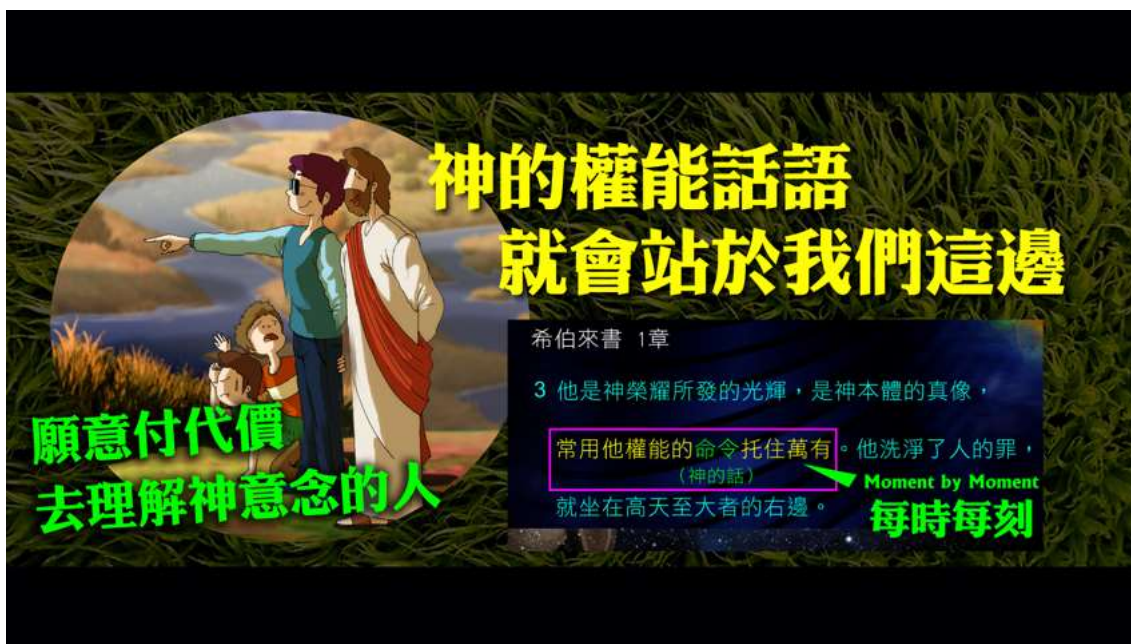 神的權能話語
就會站於我們這邊
希伯來書 1章
3 他是神榮耀所發的光輝，是神本體的真像，
常用他權能的命令托住萬有。他洗淨了人的罪，
(神的話)
Moment by Moment
就坐在高天至大者的右邊。
每時每刻
願意付代價
去理解神意念的人